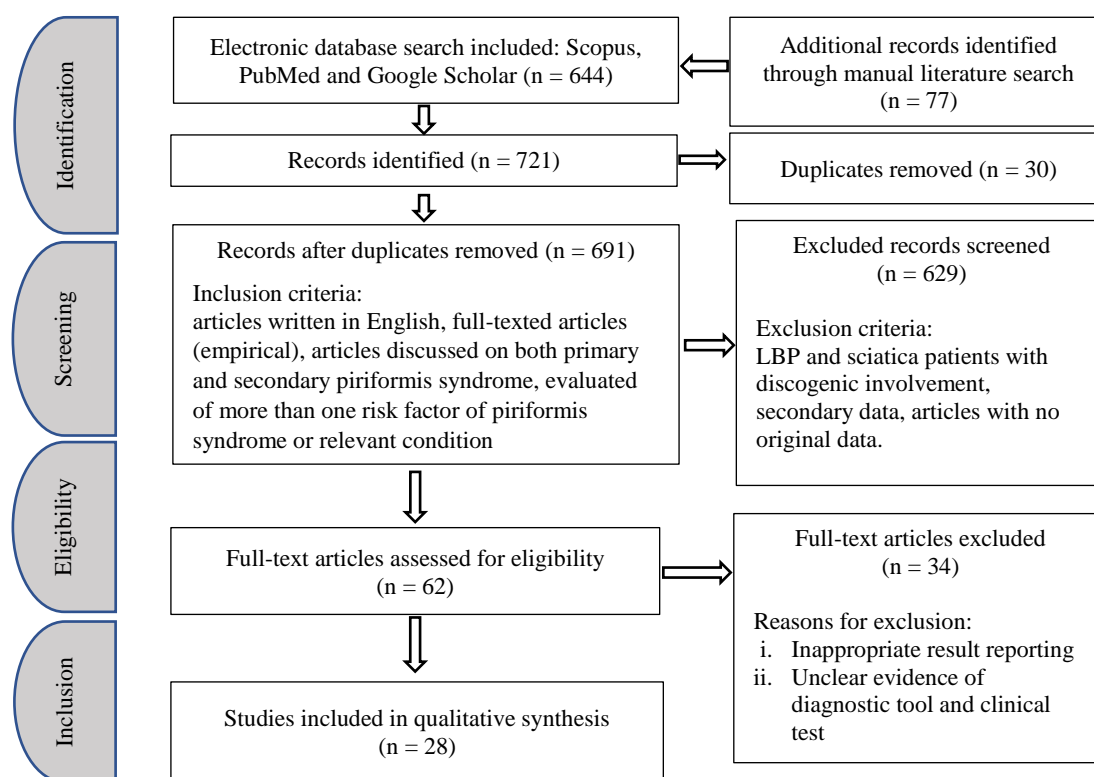 Identification
Electronic database search included: Scopus,
PubMed and Google Scholar (n = 644)
Additional records identified
through manual literature search
(n = 77)
Records identified (n = 721)
Duplicates removed (n = 30)
Screening
Records after duplicates removed (n = 691)
Inclusion criteria:
articles written in English, full-texted articles
(empirical), articles discussed on both primary
and secondary piriformis syndrome, evaluated
of more than one risk factor of piriformis
syndrome or relevant condition
Excluded records screened
(n = 629)
Exclusion criteria:
LBP and sciatica patients with
discogenic involvement,
secondary data, articles with no
original data.
Eligibility
Full-text articles assessed for eligibility
(n = 62)
Full-text articles excluded
(n = 34)
Reasons for exclusion:
i. Inappropriate result reporting
ii. Unclear evidence of
diagnostic tool and clinical
test
Inclusion
Studies included in qualitative synthesis
(n = 28)